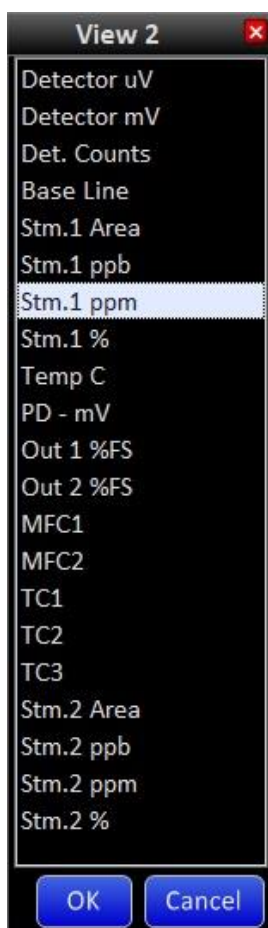 View 2
Detector uV
Detector mV
Det. Counts
Base Line
Stm.1 Area
Stm.1 ppb
Stm.1 ppm
Stm.1 %
Temp C
PD - mV
Out 1 %FS
Out 2 %FS
MFC1
MFC2
TC1
TC2
TC3
Stm.2 Area
Stm.2 ppb
Stm.2 ppm
Stm.2 %
OK Cancel